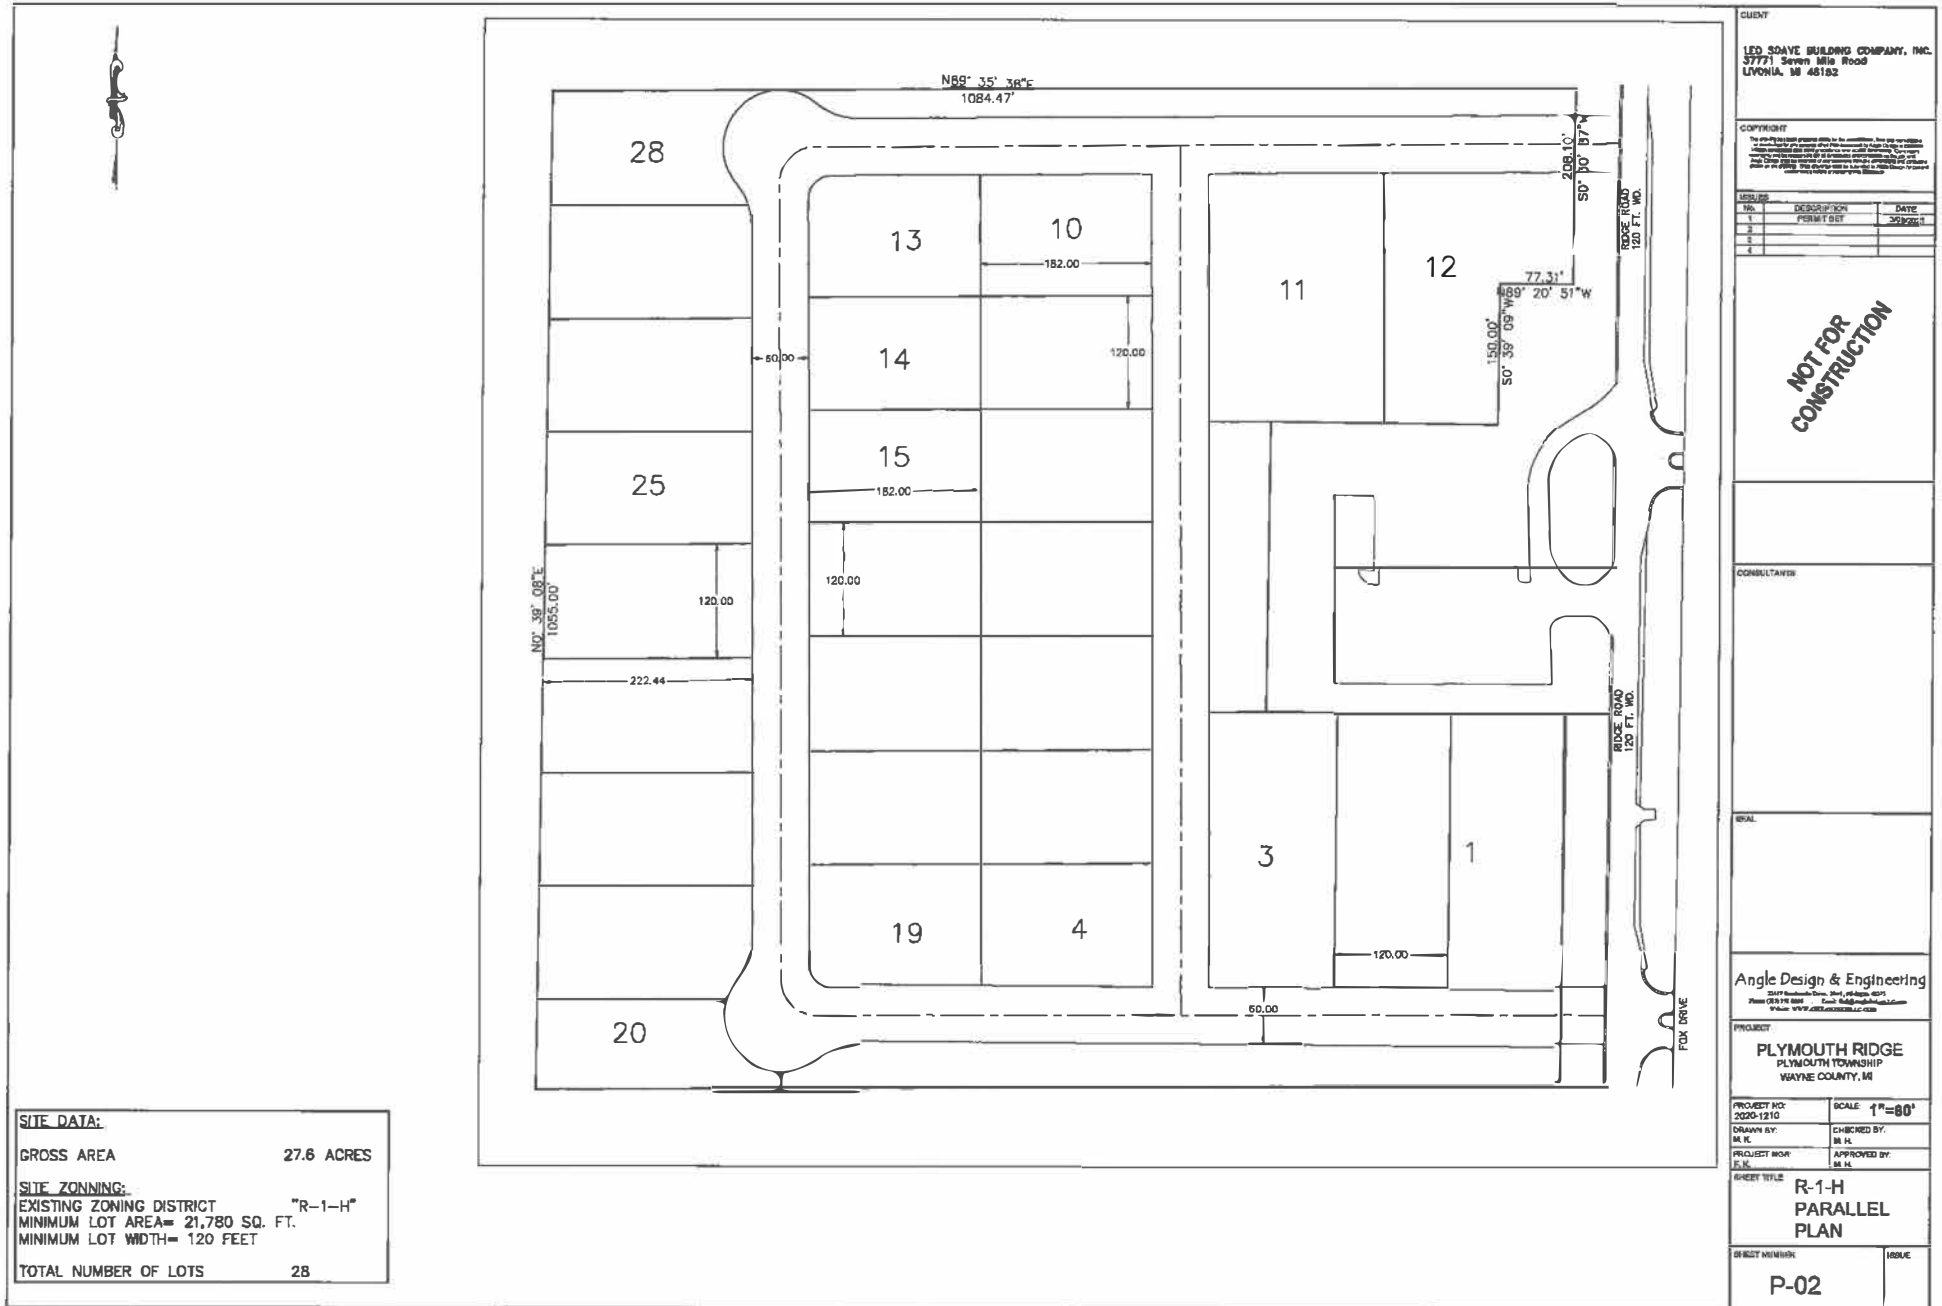 N89° 35' 38"E
1084.47'
28
13
10
182.00
11
12
208.10'
S0° 30' 37"W
RIDGE ROAD
120 FT. WD.
77.31'
N89° 20' 51"W
150.00'
S0° 39' 09"W
14
120.00
60.00
15
182.00
25
120.00
120.00
N0° 39' 08"E
1055.00'
222.44
RIDGE ROAD
120 FT. WD.
3
1
19
4
120.00
60.00
20
FOX DRIVE
SITE DATA:
GROSS AREA 27.6 ACRES
SITE ZONNING:
EXISTING ZONING DISTRICT "R-1-H"
MINIMUM LOT AREA= 21,780 SQ. FT.
MINIMUM LOT WIDTH= 120 FEET
TOTAL NUMBER OF LOTS 28
CLIENT
LEO SOAVE BUILDING COMPANY, INC.
37771 Seven Mile Road
LIVONIA, MI 48152
COPYRIGHT
ISSUES
No. DESCRIPTION DATE
1 PERMIT SET
2
3
4
NOT FOR
CONSTRUCTION
CONSULTANTS
SEAL
Angle Design & Engineering
PROJECT
PLYMOUTH RIDGE
PLYMOUTH TOWNSHIP
WAYNE COUNTY, MI
PROJECT NO: SCALE: 1"=80'
2020-1210
DRAWN BY: CHECKED BY:
M.K. M.H.
PROJECT MGR: APPROVED BY:
F.K. M.H.
SHEET TITLE
R-1-H
PARALLEL
PLAN
SHEET NUMBER ISSUE
P-02